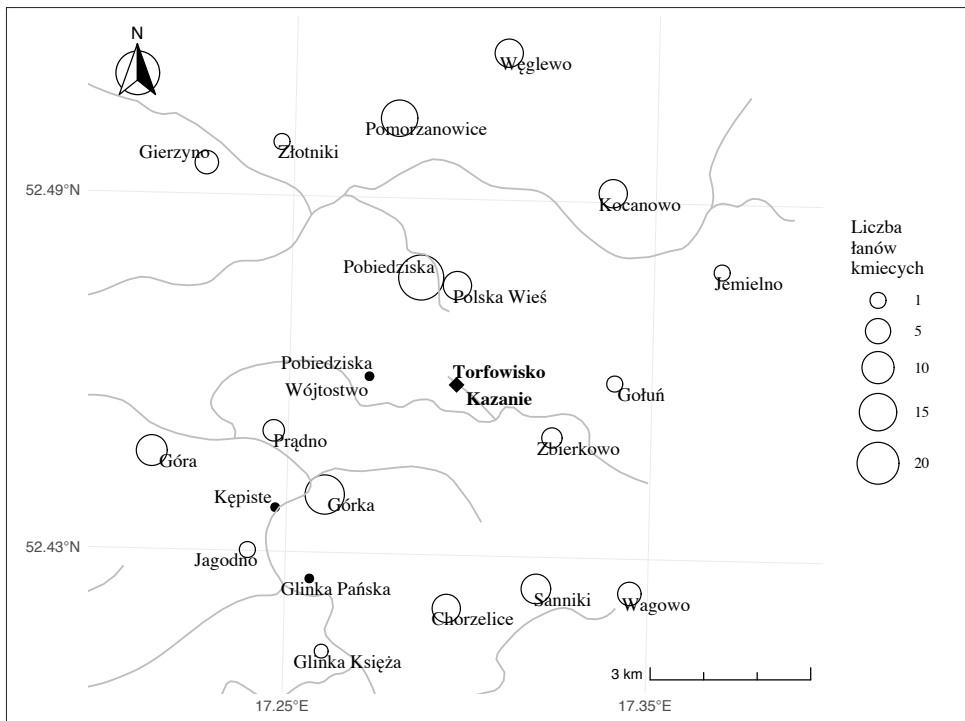 N
Węglewo
Pomorzanowice
Złotniki
Gierzyno
52.49°N
Kocanowo
Liczba
łanów
kmiecych
Pobiedziska
Jemielno
Polska Wieś
1
5
Pobiedziska
Wójtostwo
Torfowisko
Kazanie
10
Gołuń
15
Prądno
Zbierkowo
Góra
20
Kępiste
Górka
52.43°N
Jagodno
Glinka Pańska
Sanniki
Wagowo
Chorzelice
Glinka Księża
3 km
17.25°E
17.35°E